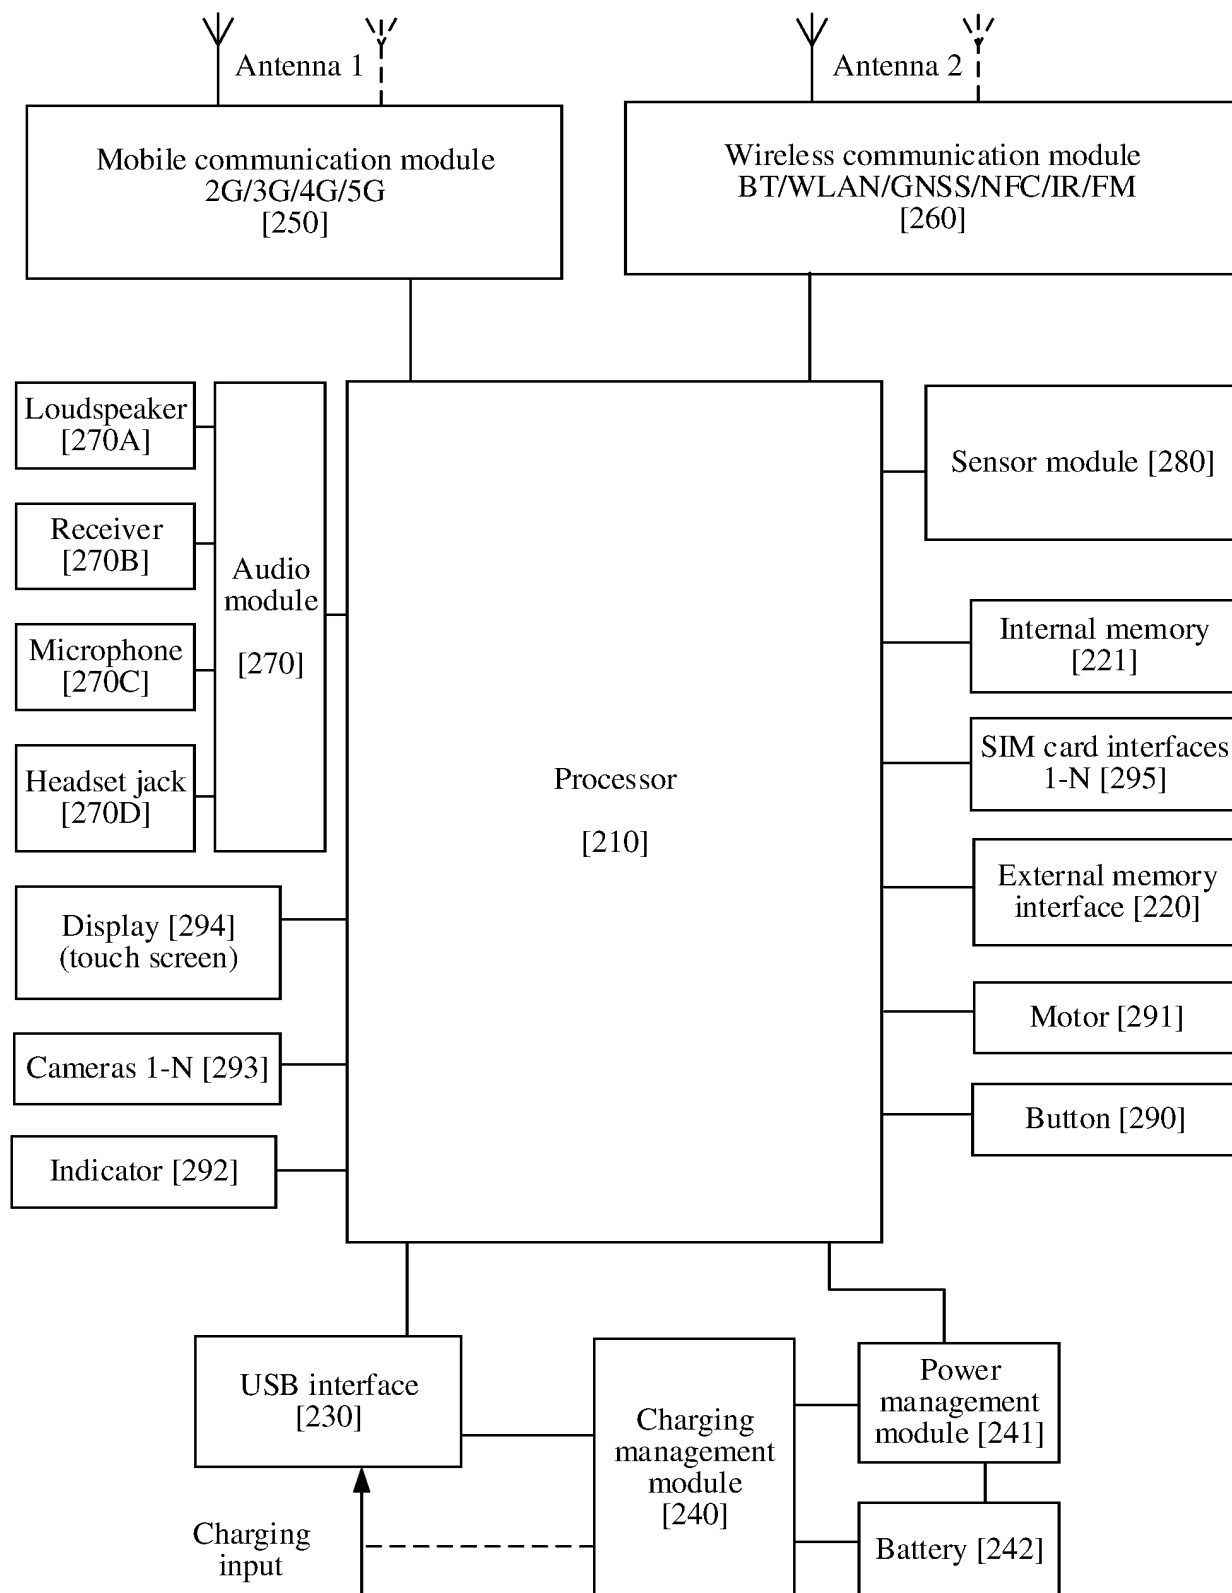 Antenna 1
Antenna 2
Mobile communication module
2G/3G/4G/5G
[250]
Wireless communication module
BT/WLAN/GNSS/NFC/IR/FM
[260]
Loudspeaker
[270A]
Receiver
[270B]
Microphone
[270C]
Headset jack
[270D]
Audio
module
[270]
Display [294]
(touch screen)
Cameras 1-N [293]
Indicator [292]
Processor
[210]
Sensor module [280]
Internal memory
[221]
SIM card interfaces
1-N [295]
External memory
interface [220]
Motor [291]
Button [290]
USB interface
[230]
Charging
input
Charging
management
module
[240]
Power
management
module [241]
Battery [242]